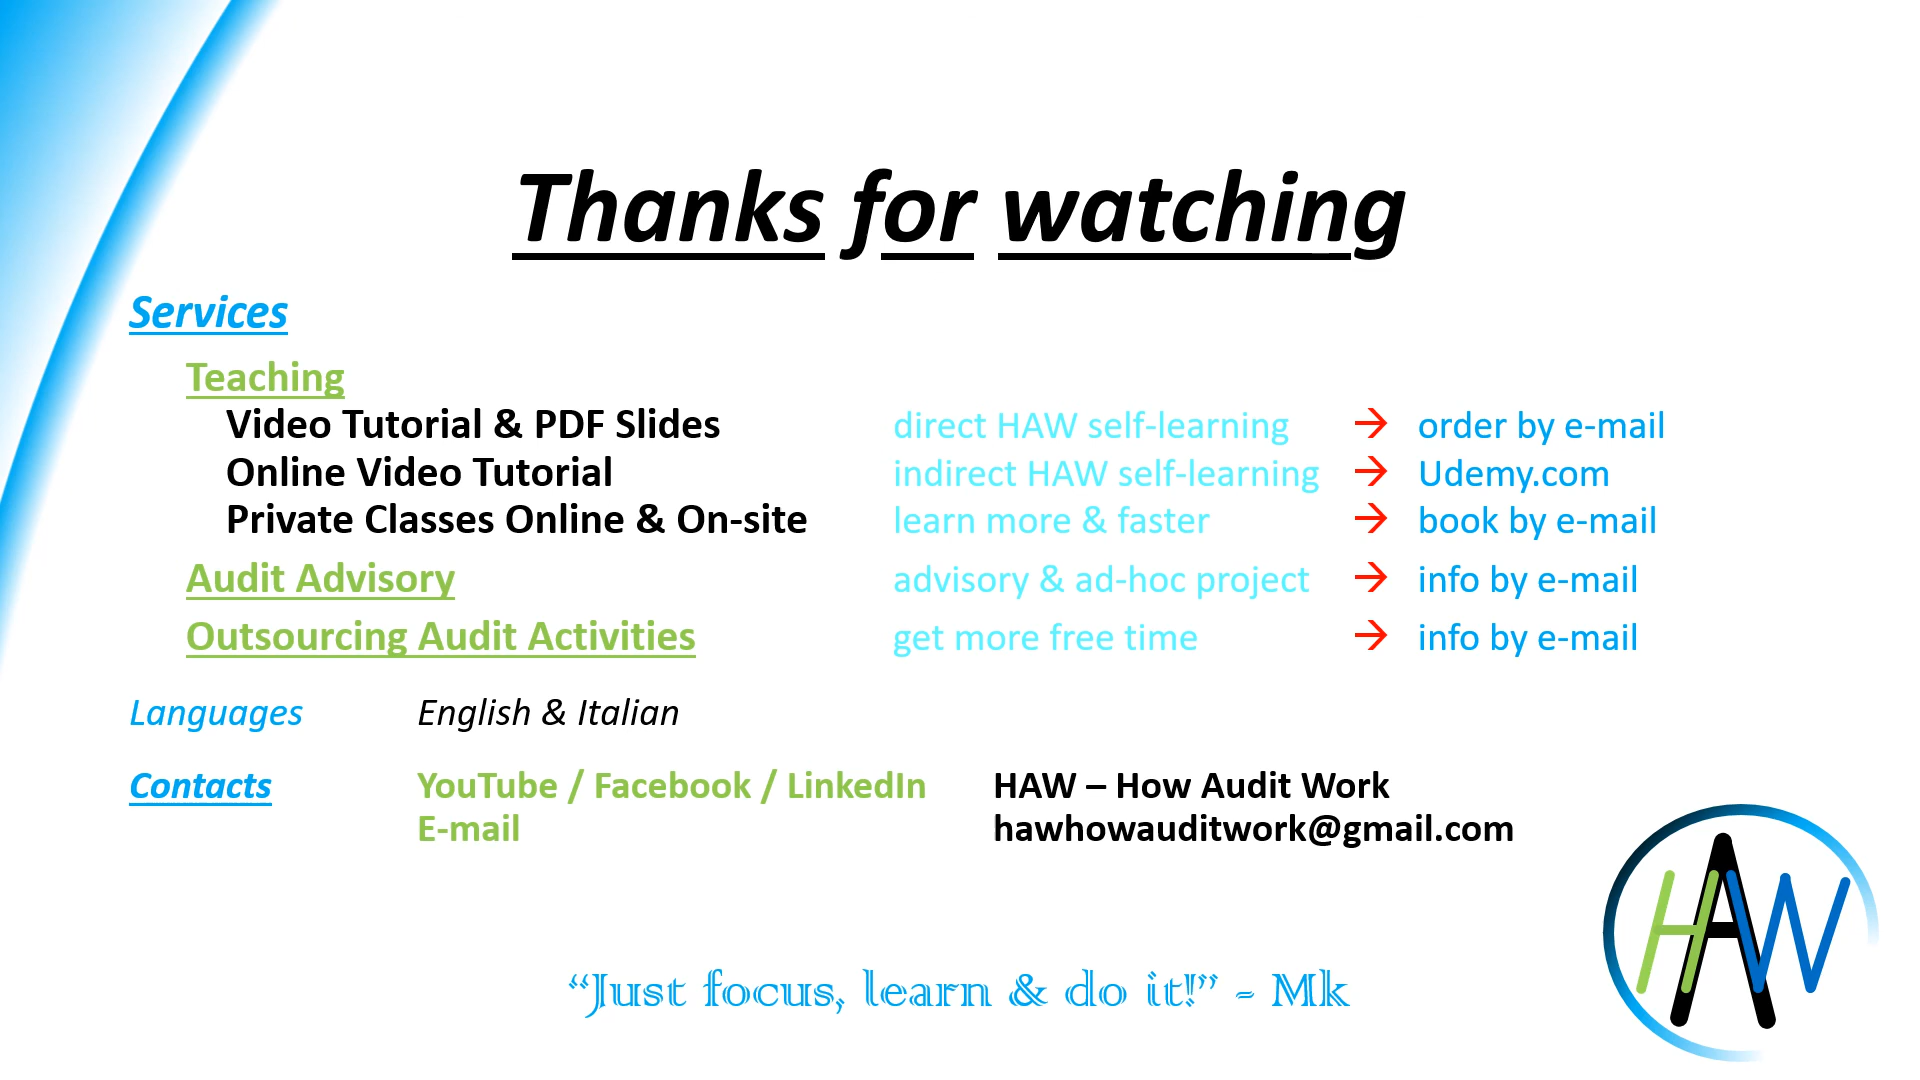 Thanks for watching
Services
Teaching
Video Tutorial & PDF Slides direct HAW self-learning → order by e-mail
Online Video Tutorial indirect HAW self-learning → Udemy.com
Private Classes Online & On-site learn more & faster → book by e-mail
Audit Advisory advisory & ad-hoc project → info by e-mail
Outsourcing Audit Activities get more free time → info by e-mail
Languages English & Italian
Contacts YouTube / Facebook / LinkedIn HAW – How Audit Work
E-mail hawhowauditwork@gmail.com
HAW
“Just focus, learn & do it!” - Mk